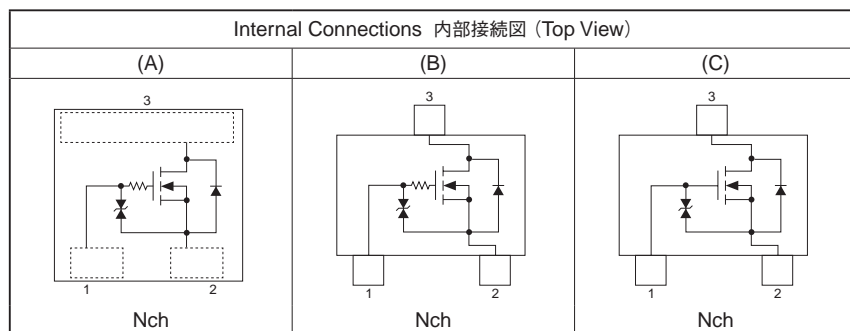 Internal Connections 内部接続図（Top View）
(A) (B) (C)
3 3 3
1 2 1 2 1 2
Nch Nch Nch